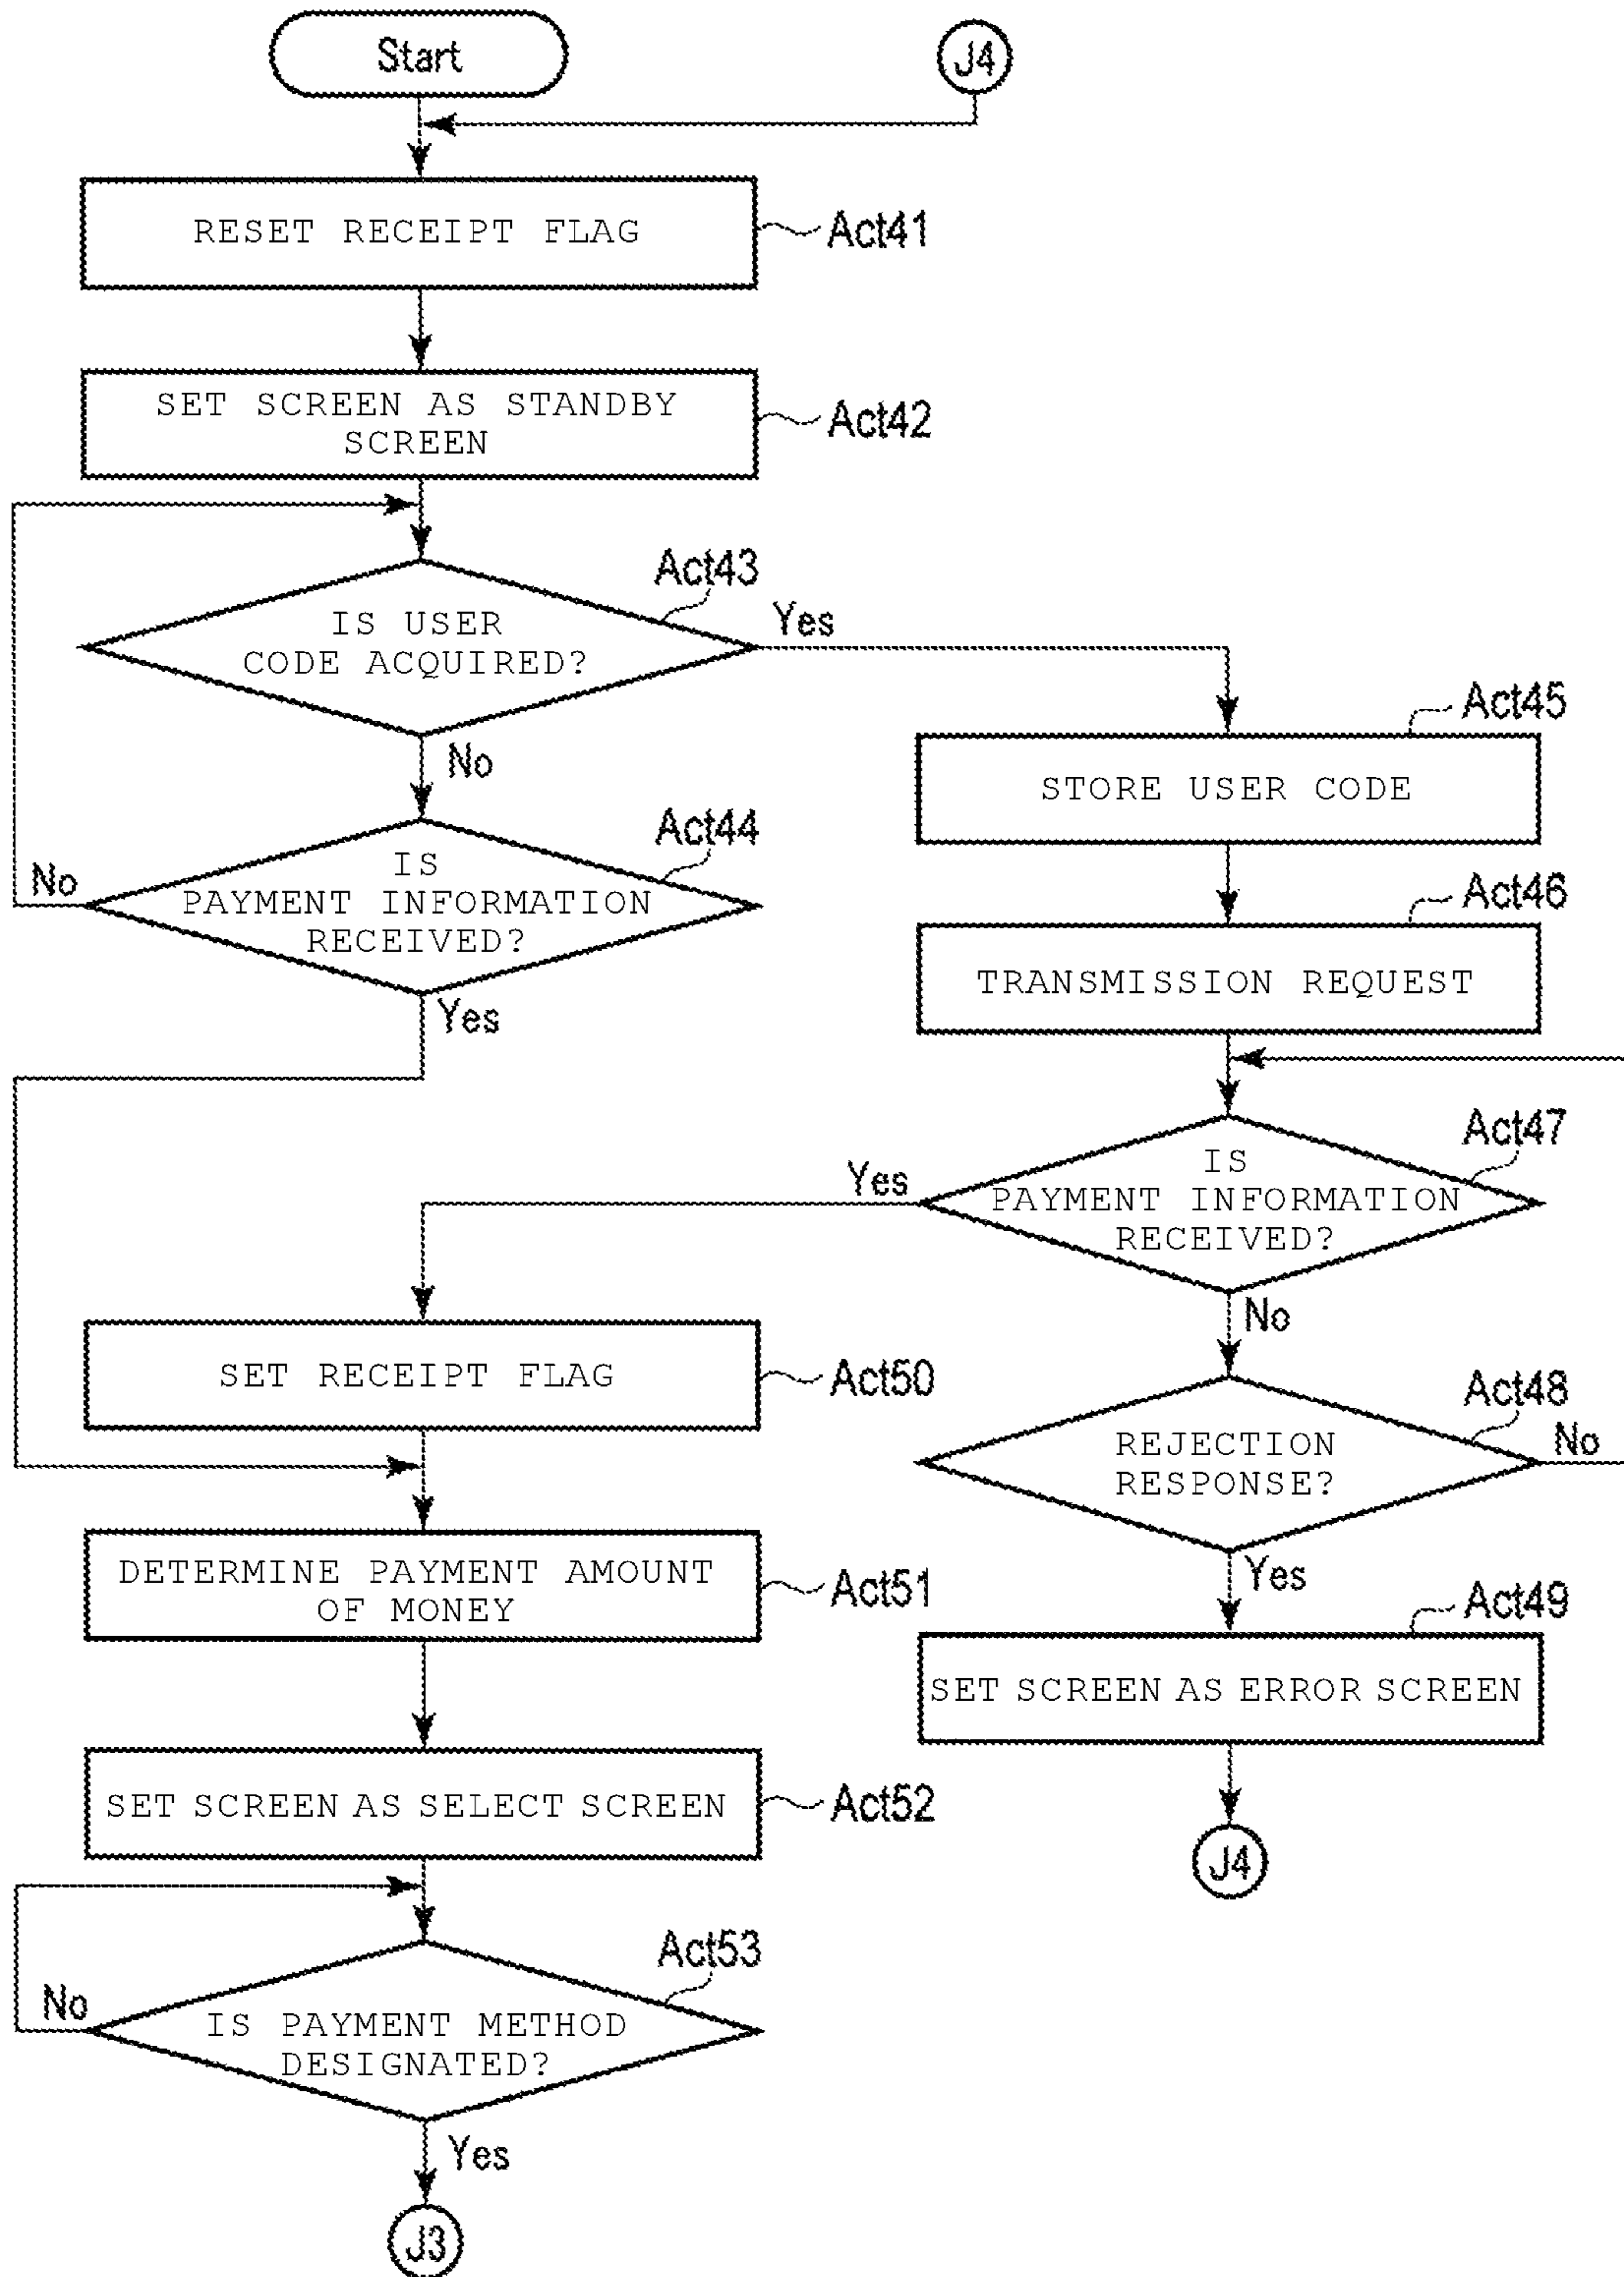 Start
J4
RESET RECEIPT FLAG
Act41
SET SCREEN AS STANDBY
SCREEN
Act42
Act43
IS USER
CODE ACQUIRED?
Yes
No
Act44
IS
PAYMENT INFORMATION
RECEIVED?
No
Yes
Act45
STORE USER CODE
Act46
TRANSMISSION REQUEST
Act47
IS
PAYMENT INFORMATION
RECEIVED?
Yes
No
Act48
REJECTION
RESPONSE?
No
Yes
Act49
SET SCREEN AS ERROR SCREEN
J4
SET RECEIPT FLAG
Act50
DETERMINE PAYMENT AMOUNT
OF MONEY
Act51
SET SCREEN AS SELECT SCREEN
Act52
Act53
IS PAYMENT METHOD
DESIGNATED?
No
Yes
J3